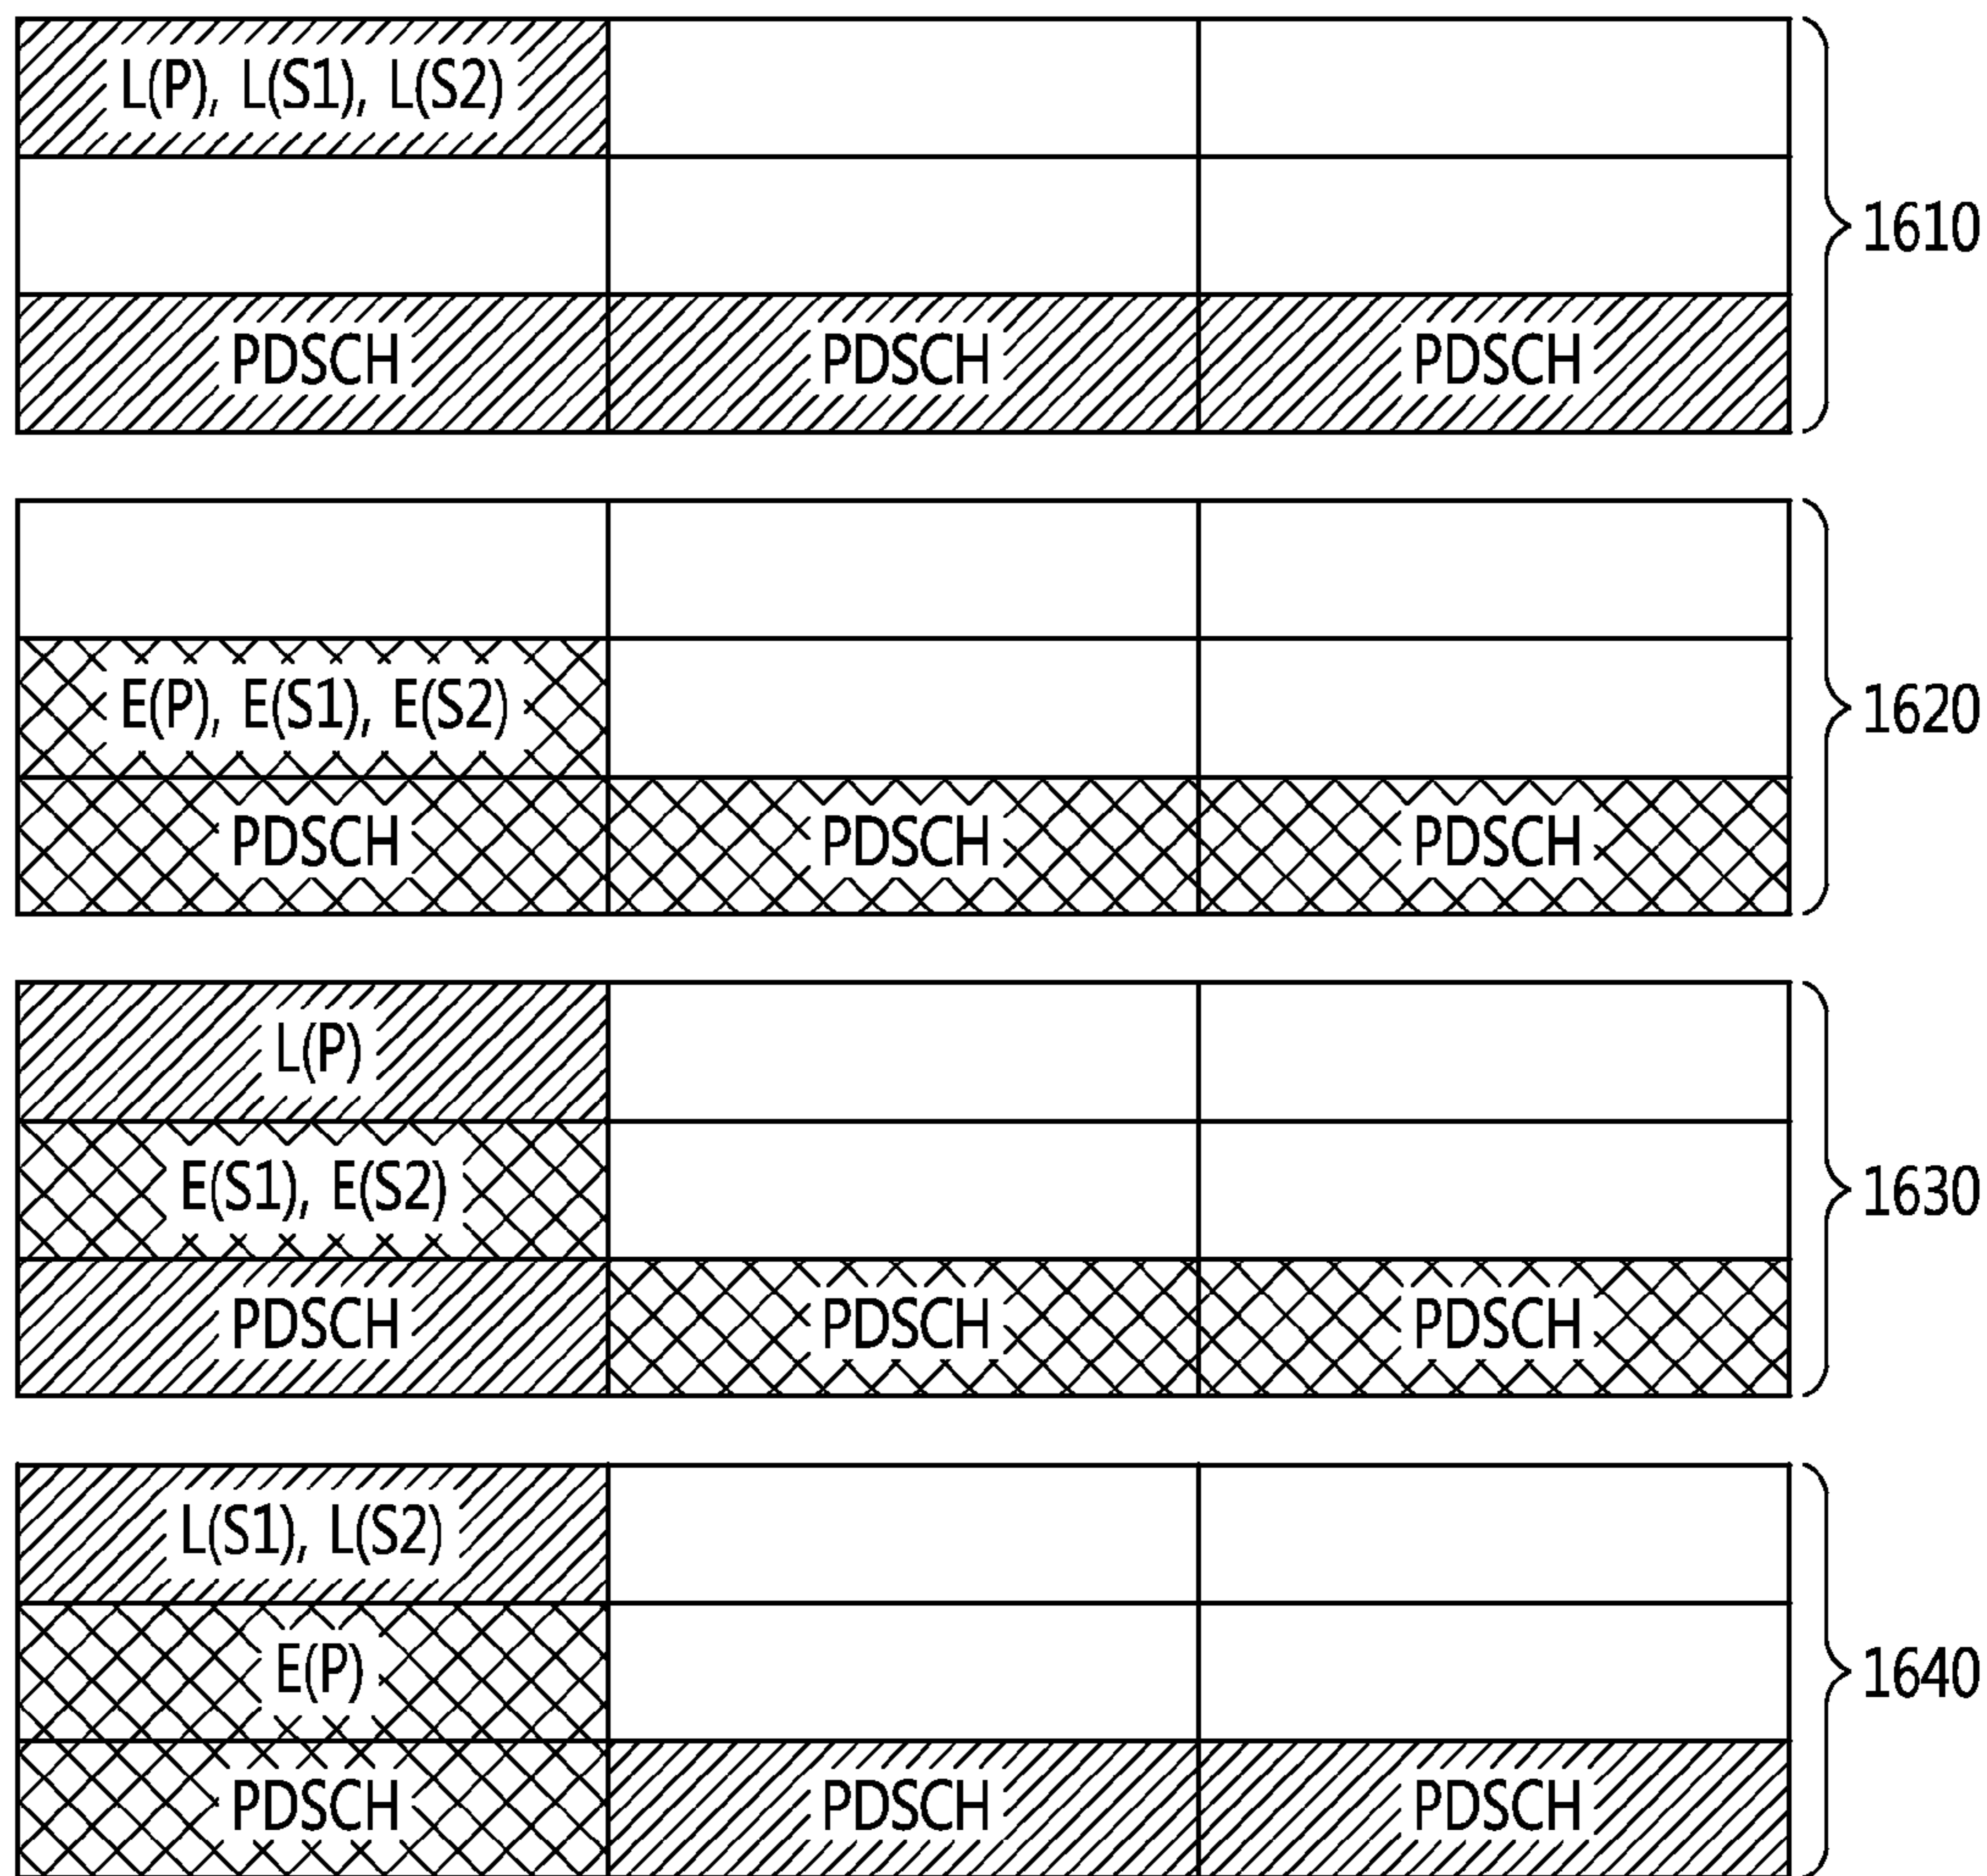 L(P), L(S1), L(S2)
1610
PDSCH PDSCH PDSCH
E(P), E(S1), E(S2)
1620
PDSCH PDSCH PDSCH
L(P)
E(S1), E(S2)
1630
PDSCH PDSCH PDSCH
L(S1), L(S2)
E(P)
1640
PDSCH PDSCH PDSCH